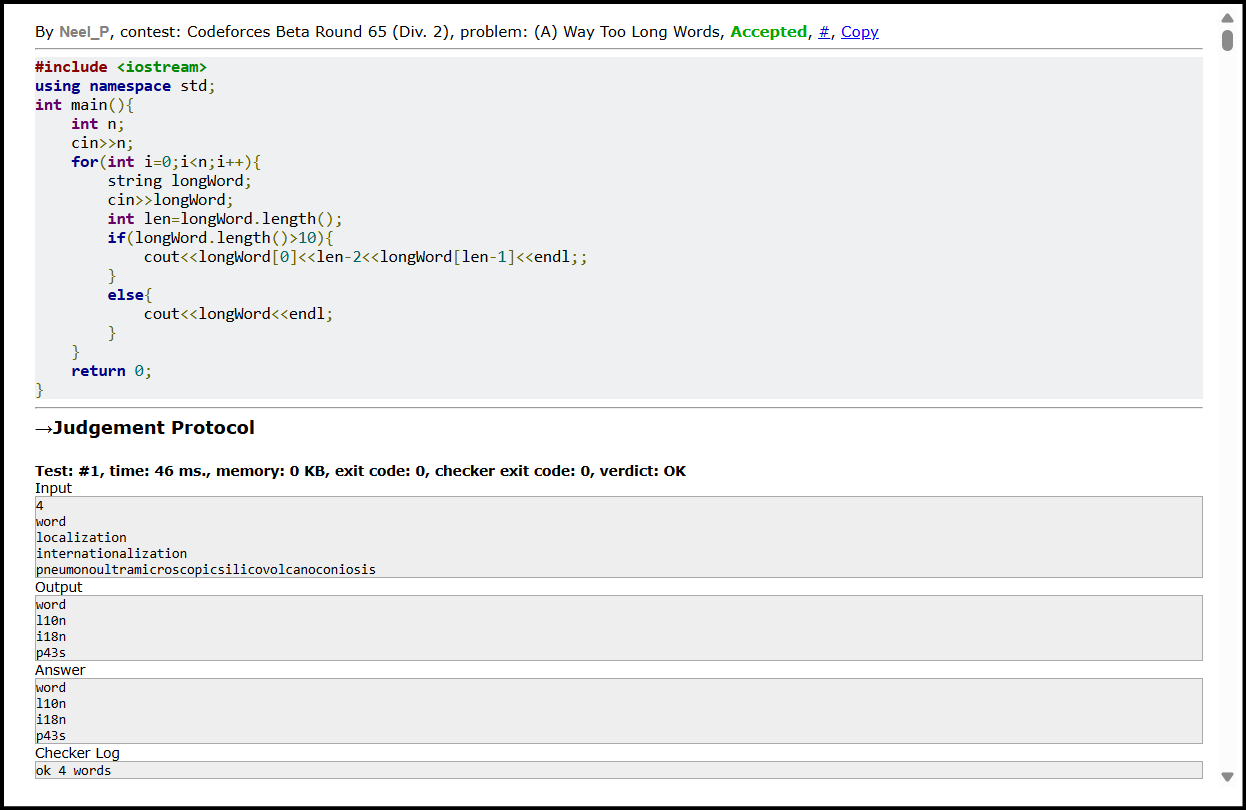 By Neel_P, contest: Codeforces Beta Round 65 (Div. 2), problem: (A) Way Too Long Words, Accepted, #, Copy
#include <iostream>
using namespace std;
int main(){
    int n;
    cin>>n;
    for(int i=0;i<n;i++){
        string longWord;
        cin>>longWord;
        int len=longWord.length();
        if(longWord.length()>10){
            cout<<longWord[0]<<len-2<<longWord[len-1]<<endl;;
        }
        else{
            cout<<longWord<<endl;
        }
    }
    return 0;
}
→Judgement Protocol
Test: #1, time: 46 ms., memory: 0 KB, exit code: 0, checker exit code: 0, verdict: OK
Input
4
word
localization
internationalization
pneumonoultramicroscopicsilicovolcanoconiosis
Output
word
l10n
i18n
p43s
Answer
word
l10n
i18n
p43s
Checker Log
ok 4 words